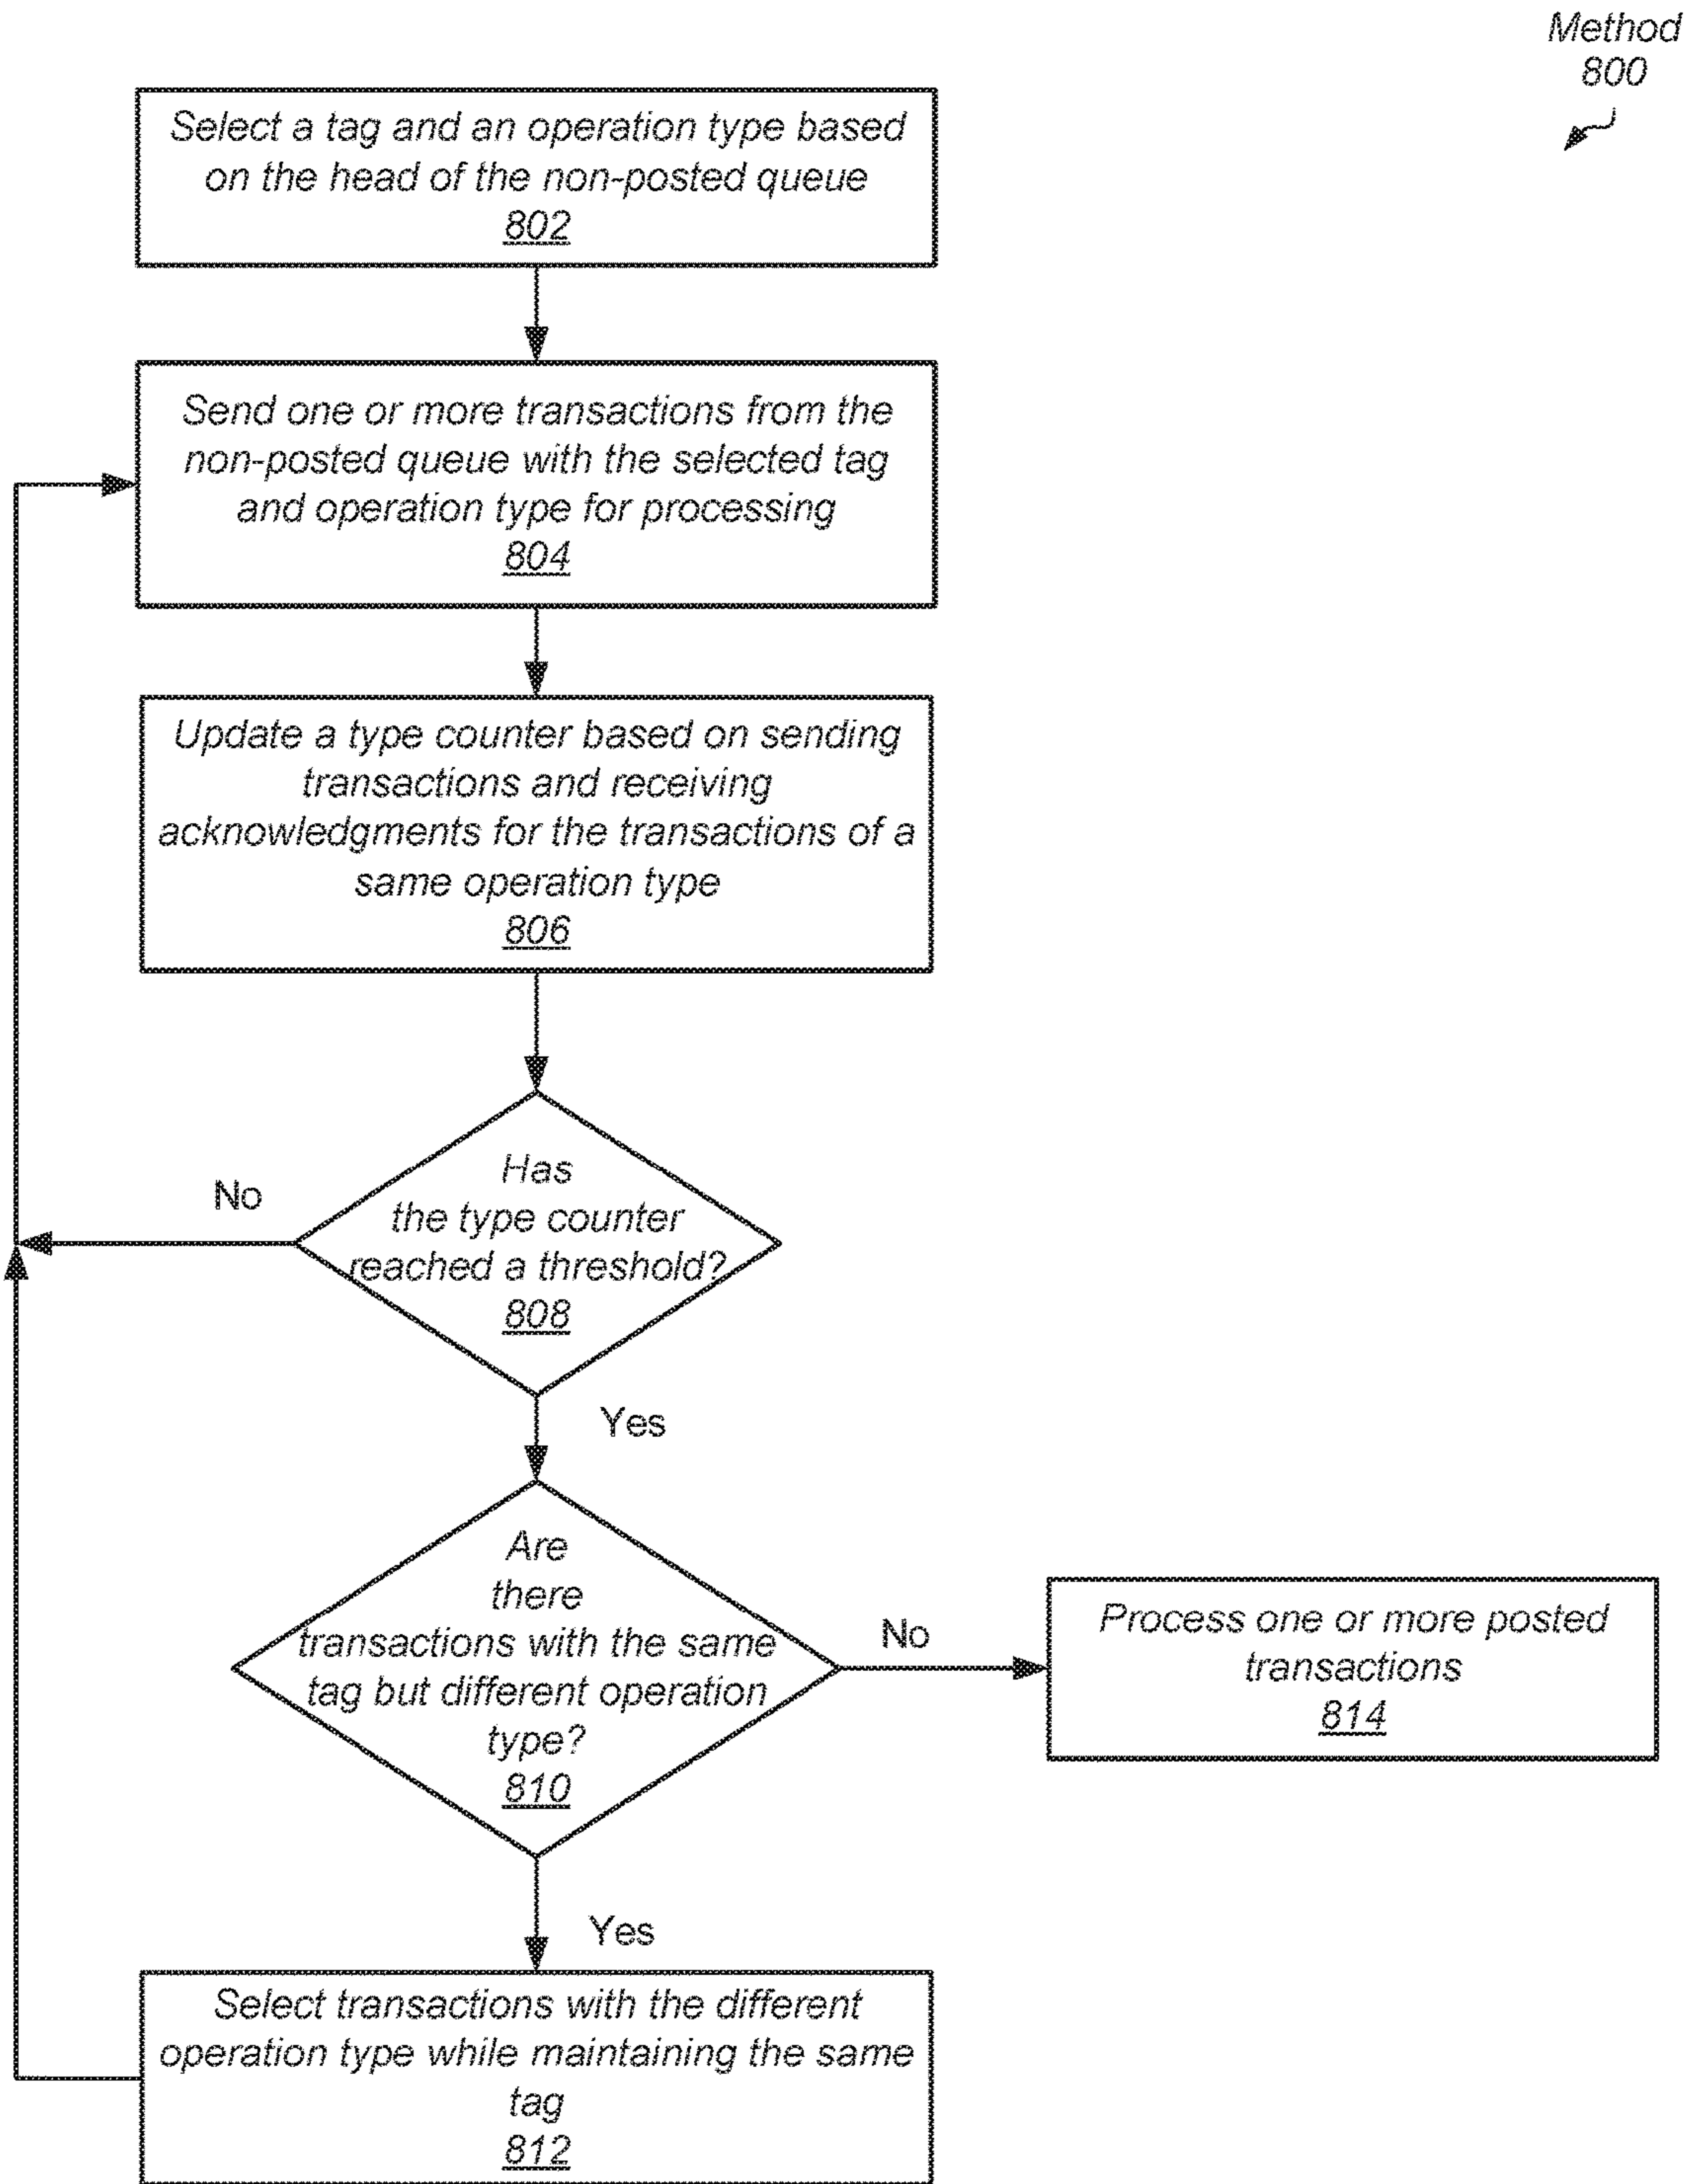 Method
800
Select a tag and an operation type based
on the head of the non-posted queue
802
Send one or more transactions from the
non-posted queue with the selected tag
and operation type for processing
804
Update a type counter based on sending
transactions and receiving
acknowledgments for the transactions of a
same operation type
806
Has
the type counter
reached a threshold?
808
No
Yes
Are
there
transactions with the same
tag but different operation
type?
810
No
Process one or more posted
transactions
814
Yes
Select transactions with the different
operation type while maintaining the same
tag
812